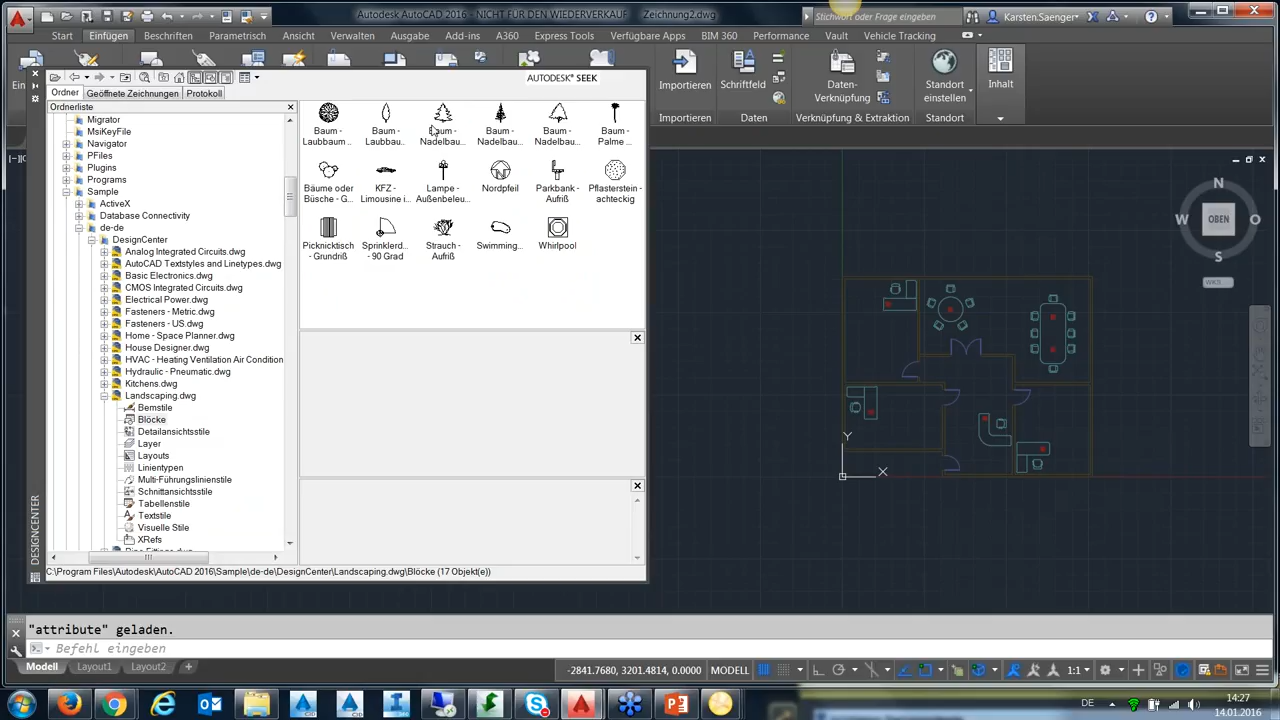 Autodesk AutoCAD 2016 - NICHT FÜR DEN WIEDERVERKAUF Zeichnung2.dwg
Stichwort oder Frage eingeben
Karsten.Saenger
Start Einfügen Beschriften Parametrisch Ansicht Verwalten Ausgabe Add-ins A360 Express Tools Verfügbare Apps BIM 360 Performance Vault Vehicle Tracking
Importieren Schriftfeld Daten-Verknüpfung Standort einstellen Inhalt
Importieren Daten Verknüpfung & Extraktion Standort
AUTODESK® SEEK
Ordner Geöffnete Zeichnungen Protokoll
Ordnerliste
Migrator
MsiKeyFile
Navigator
PFiles
Plugins
Programs
Sample
ActiveX
Database Connectivity
de-de
DesignCenter
Analog Integrated Circuits.dwg
AutoCAD Textstyles and Linetypes.dwg
Basic Electronics.dwg
CMOS Integrated Circuits.dwg
Electrical Power.dwg
Fasteners - Metric.dwg
Fasteners - US.dwg
Home - Space Planner.dwg
House Designer.dwg
HVAC - Heating Ventilation Air Condition
Hydraulic - Pneumatic.dwg
Kitchens.dwg
Landscaping.dwg
Bemstile
Blöcke
Detailansichtsstile
Layer
Layouts
Linientypen
Multi-Führungslinienstile
Schnittansichtsstile
Tabellenstile
Textstile
Visuelle Stile
XRefs
Baum - Laubbaum ...
Baum - Laubbau...
Baum - Nadelbau...
Baum - Nadelbau...
Baum - Nadelbau...
Baum - Palme ...
Bäume oder Büsche - G...
KFZ - Limousine i...
Lampe - Außenbeleu...
Nordpfeil
Parkbank - Aufriß
Pflasterstein - achteckig
Picknicktisch - Grundriß
Sprinklerd... - 90 Grad
Strauch - Aufriß
Swimming...
Whirlpool
DESIGNCENTER
C:\Program Files\Autodesk\AutoCAD 2016\Sample\de-de\DesignCenter\Landscaping.dwg\Blöcke (17 Objekt(e))
N
W OBEN O
S
WKS
Y
X
"attribute" geladen.
Befehl eingeben
Modell Layout1 Layout2 +
-2841.7680, 3201.4814, 0.0000 MODELL 1:1
DE
14:27
14.01.2016